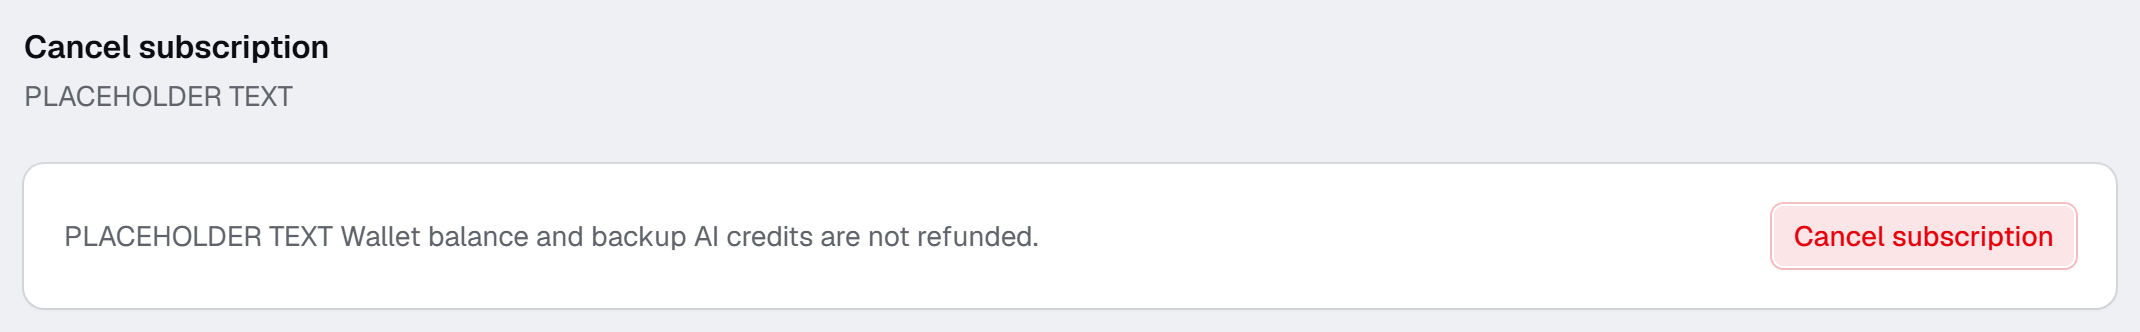 Cancel subscription
PLACEHOLDER TEXT
PLACEHOLDER TEXT Wallet balance and backup AI credits are not refunded.
Cancel subscription